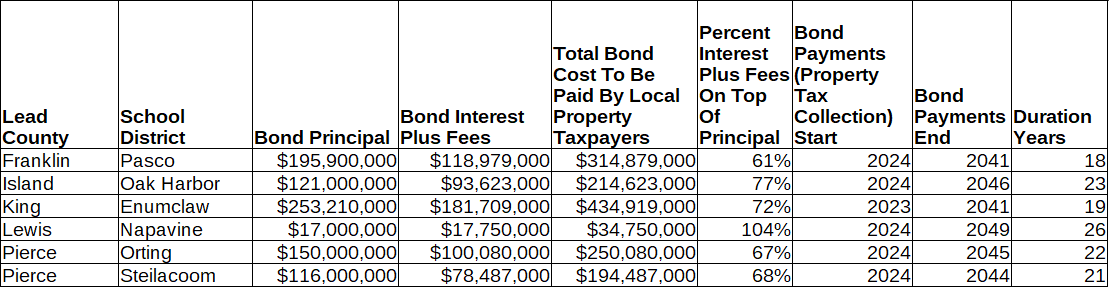 Lead County | School District | Bond Principal | Bond Interest Plus Fees | Total Bond Cost To Be Paid By Local Property Taxpayers | Percent Interest Plus Fees On Top Of Principal | Bond Payments (Property Tax Collection) Start | Bond Payments End | Duration Years
Franklin | Pasco | $195,900,000 | $118,979,000 | $314,879,000 | 61% | 2024 | 2041 | 18
Island | Oak Harbor | $121,000,000 | $93,623,000 | $214,623,000 | 77% | 2024 | 2046 | 23
King | Enumclaw | $253,210,000 | $181,709,000 | $434,919,000 | 72% | 2023 | 2041 | 19
Lewis | Napavine | $17,000,000 | $17,750,000 | $34,750,000 | 104% | 2024 | 2049 | 26
Pierce | Orting | $150,000,000 | $100,080,000 | $250,080,000 | 67% | 2024 | 2045 | 22
Pierce | Steilacoom | $116,000,000 | $78,487,000 | $194,487,000 | 68% | 2024 | 2044 | 21